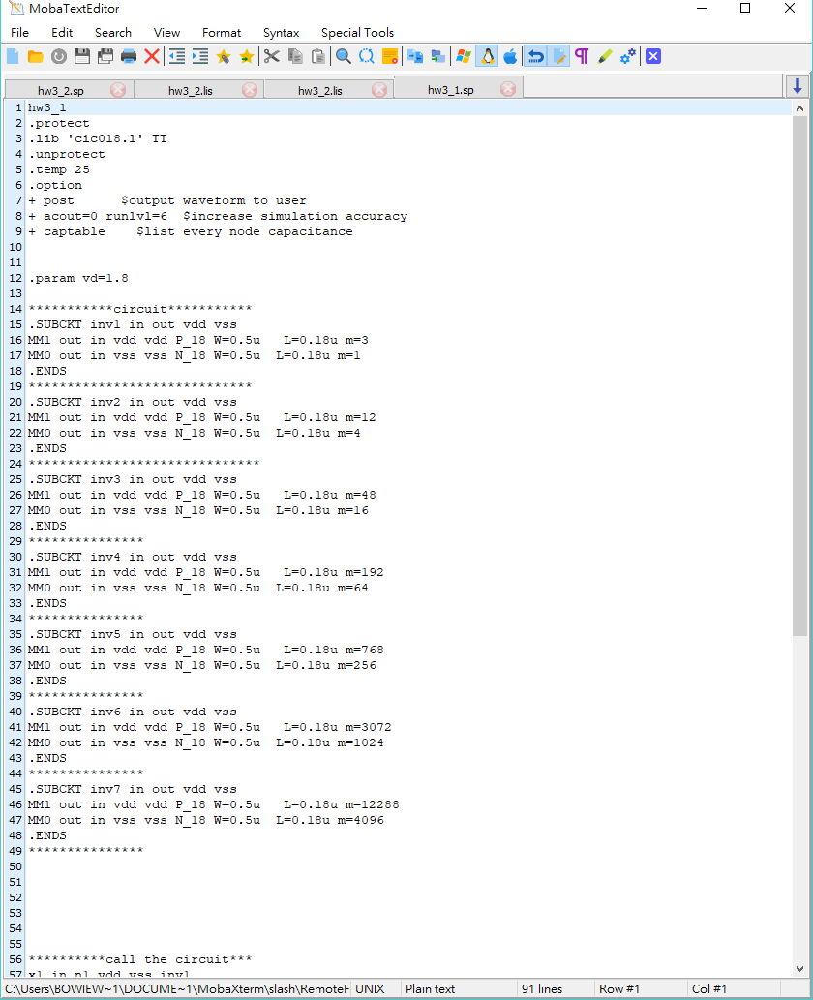 MobaTextEditor
File Edit Search View Format Syntax Special Tools
hw3_2.sp hw3_2.lis hw3_2.lis hw3_1.sp
1 hw3_1
2 .protect
3 .lib 'cic018.l' TT
4 .unprotect
5 .temp 25
6 .option
7 + post $output waveform to user
8 + acout=0 runlvl=6 $increase simulation accuracy
9 + captable $list every node capacitance
10
11
12 .param vd=1.8
13
14 ***********circuit***********
15 .SUBCKT inv1 in out vdd vss
16 MM1 out in vdd vdd P_18 W=0.5u L=0.18u m=3
17 MM0 out in vss vss N_18 W=0.5u L=0.18u m=1
18 .ENDS
19 *****************************
20 .SUBCKT inv2 in out vdd vss
21 MM1 out in vdd vdd P_18 W=0.5u L=0.18u m=12
22 MM0 out in vss vss N_18 W=0.5u L=0.18u m=4
23 .ENDS
24 ******************************
25 .SUBCKT inv3 in out vdd vss
26 MM1 out in vdd vdd P_18 W=0.5u L=0.18u m=48
27 MM0 out in vss vss N_18 W=0.5u L=0.18u m=16
28 .ENDS
29 ***************
30 .SUBCKT inv4 in out vdd vss
31 MM1 out in vdd vdd P_18 W=0.5u L=0.18u m=192
32 MM0 out in vss vss N_18 W=0.5u L=0.18u m=64
33 .ENDS
34 ***************
35 .SUBCKT inv5 in out vdd vss
36 MM1 out in vdd vdd P_18 W=0.5u L=0.18u m=768
37 MM0 out in vss vss N_18 W=0.5u L=0.18u m=256
38 .ENDS
39 ***************
40 .SUBCKT inv6 in out vdd vss
41 MM1 out in vdd vdd P_18 W=0.5u L=0.18u m=3072
42 MM0 out in vss vss N_18 W=0.5u L=0.18u m=1024
43 .ENDS
44 ***************
45 .SUBCKT inv7 in out vdd vss
46 MM1 out in vdd vdd P_18 W=0.5u L=0.18u m=12288
47 MM0 out in vss vss N_18 W=0.5u L=0.18u m=4096
48 .ENDS
49 ***************
50
51
52
53
54
55
56 **********call the circuit***
57 x1 in n1 vdd vss inv1
C:\Users\BOWIEW~1\DOCUME~1\MobaXterm\slash\RemoteF UNIX Plain text 91 lines Row #1 Col #1